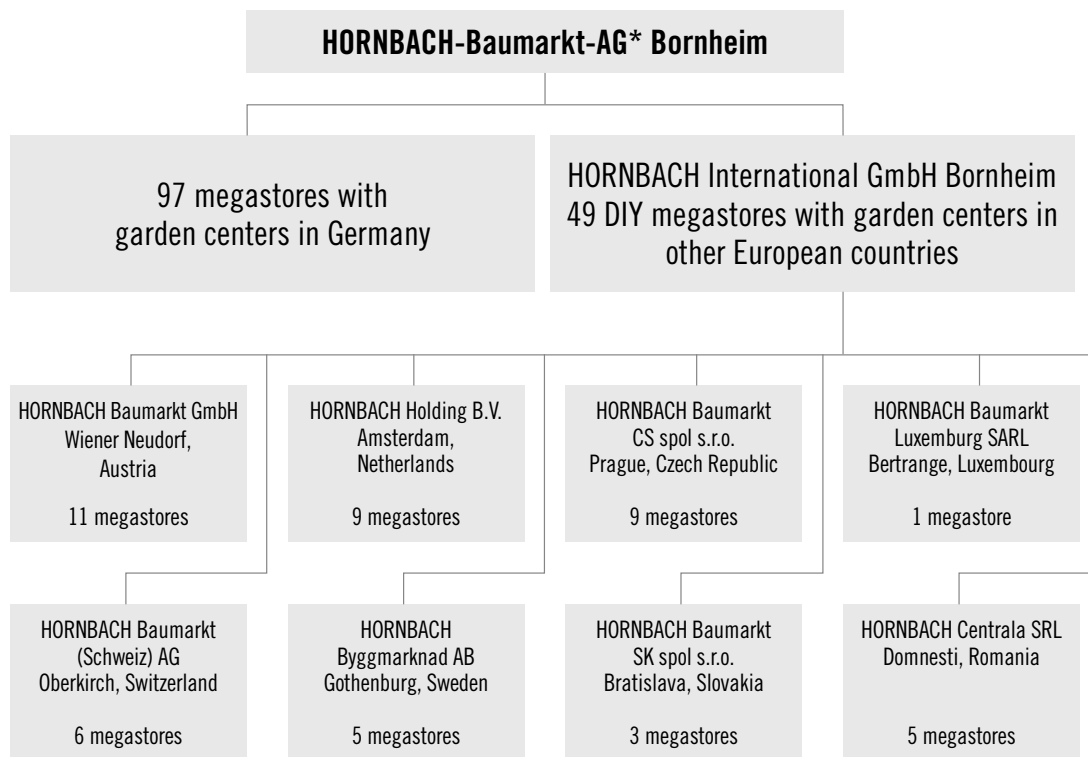 HORNBACH-Baumarkt-AG* Bornheim
97 megastores with
garden centers in Germany
HORNBACH International GmbH Bornheim
49 DIY megastores with garden centers in
other European countries
HORNBACH Baumarkt GmbH
Wiener Neudorf,
Austria
11 megastores
HORNBACH Holding B.V.
Amsterdam,
Netherlands
9 megastores
HORNBACH Baumarkt
CS spol s.r.o.
Prague, Czech Republic
9 megastores
HORNBACH Baumarkt
Luxemburg SARL
Bertrange, Luxembourg
1 megastore
HORNBACH Baumarkt
(Schweiz) AG
Oberkirch, Switzerland
6 megastores
HORNBACH
Byggmarknad AB
Gothenburg, Sweden
5 megastores
HORNBACH Baumarkt
SK spol s.r.o.
Bratislava, Slovakia
3 megastores
HORNBACH Centrala SRL
Domnesti, Romania
5 megastores